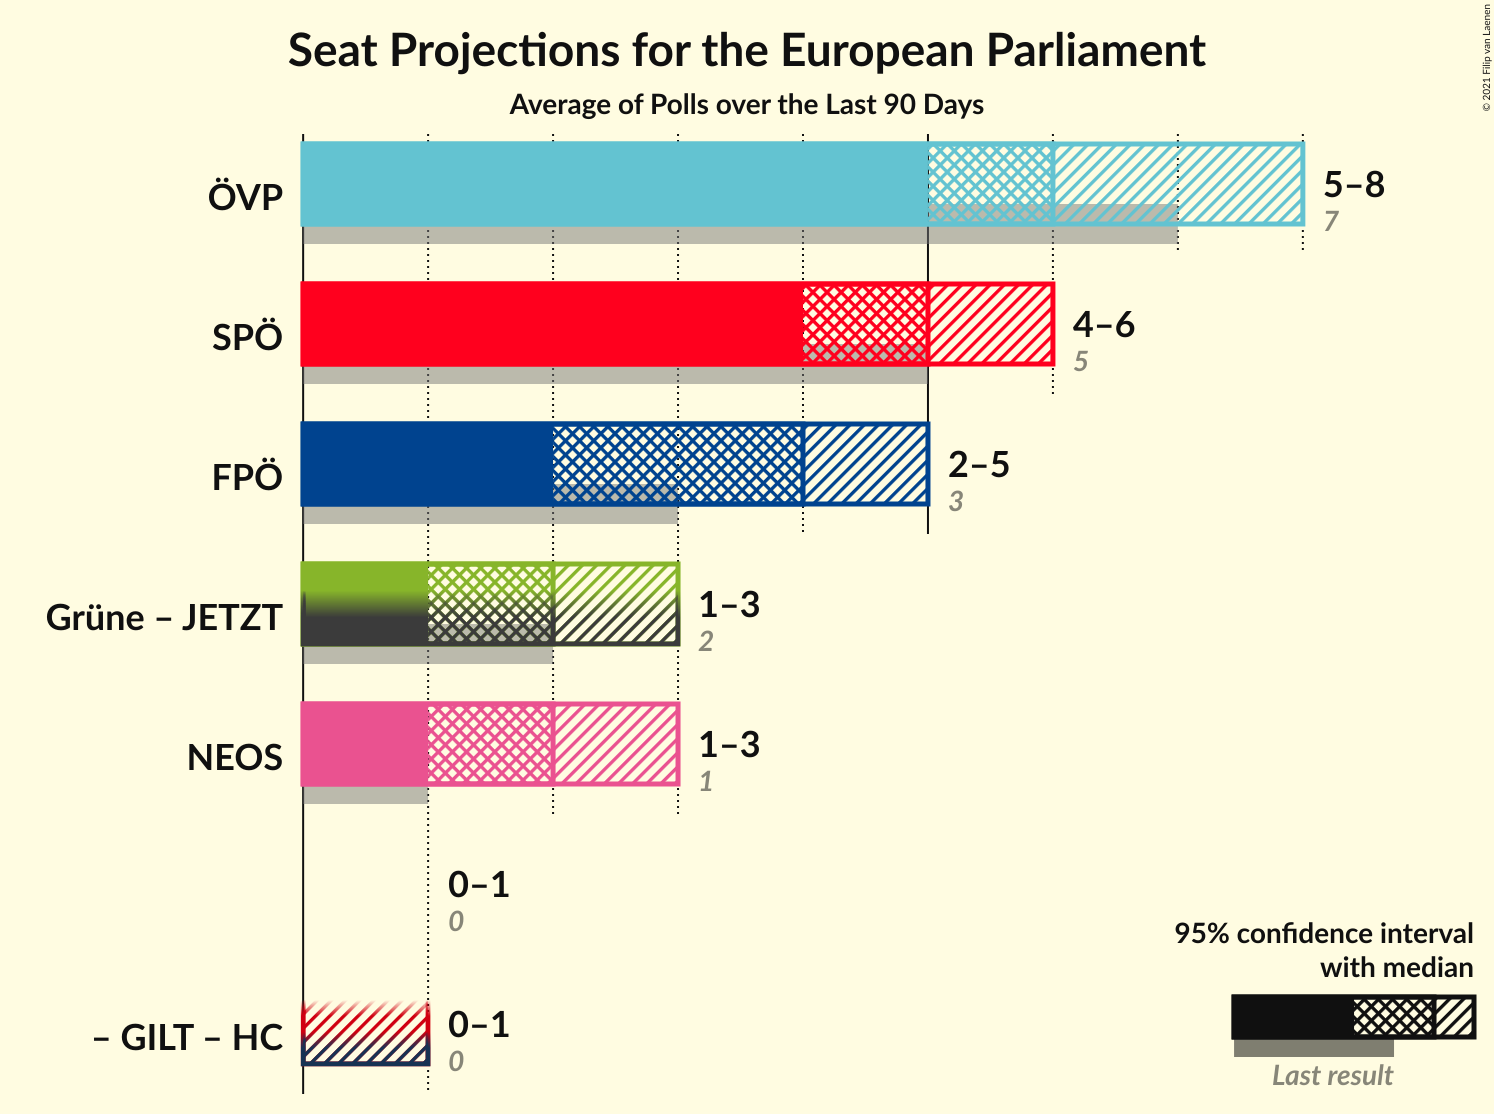 Seat Projections for the European Parliament
Average of Polls over the Last 90 Days
© 2021 Filip van Laenen
ÖVP
5–8
7
SPÖ
4–6
5
FPÖ
2–5
3
Grüne – JETZT
1–3
2
NEOS
1–3
1
0–1
0
– GILT – HC
0–1
0
95% confidence interval
with median
Last result